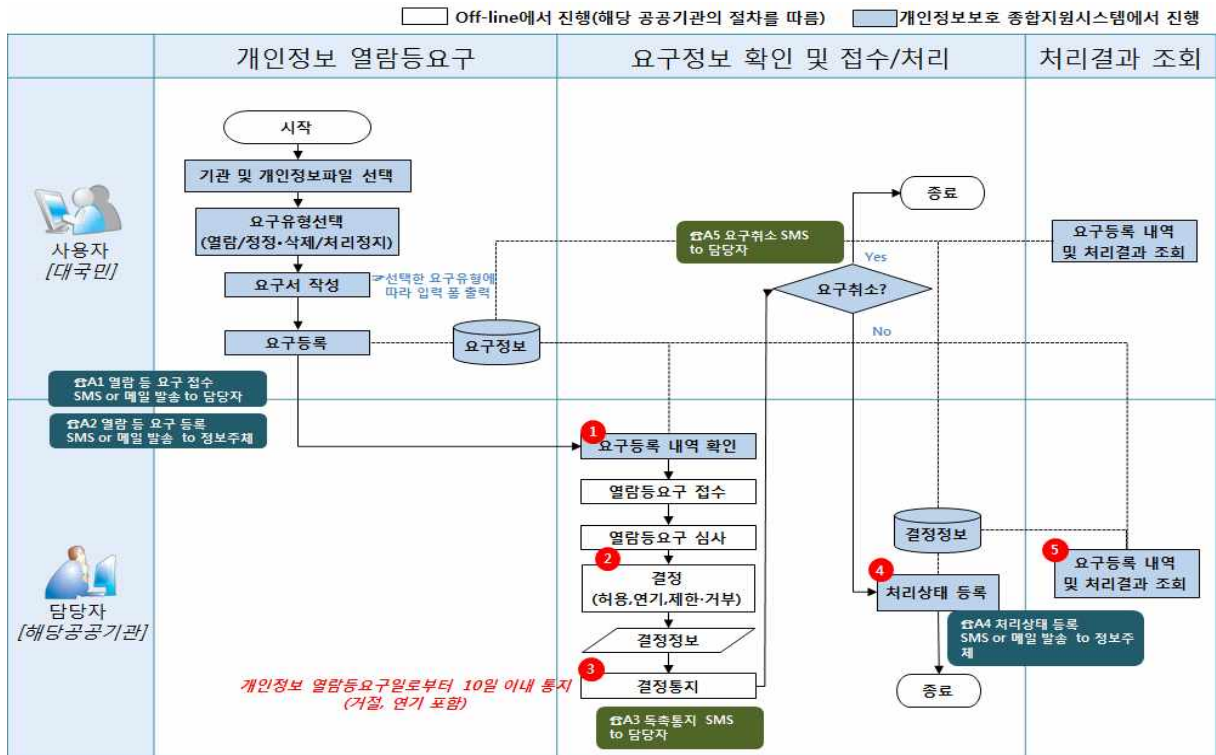 Off-line에서 진행(해당 공공기관의 절차를 따름)
개인정보보호 종합지원시스템에서 진행
개인정보 열람등요구
요구정보 확인 및 접수/처리
처리결과 조회
사용자
[대국민]
시작
기관 및 개인정보파일 선택
요구유형선택
(열람/정정·삭제/처리정지)
요구서 작성
☞선택한 요구유형에
따라 입력 폼 출력
요구등록
요구정보
☎A5 요구취소 SMS
to 담당자
종료
Yes
요구취소?
No
요구등록 내역
및 처리결과 조회
☎A1 열람 등 요구 접수
SMS or 메일 발송 to 담당자
☎A2 열람 등 요구 등록
SMS or 메일 발송 to 정보주체
담당자
[해당공공기관]
1
요구등록 내역 확인
열람등요구 접수
열람등요구 심사
2
결정
(허용,연기,제한·거부)
결정정보
3
결정통지
개인정보 열람등요구일로부터 10일 이내 통지
(거절, 연기 포함)
☎A3 독촉통지 SMS
to 담당자
결정정보
4
처리상태 등록
☎A4 처리상태 등록
SMS or 메일 발송 to 정보주
체
종료
5
요구등록 내역
및 처리결과 조회